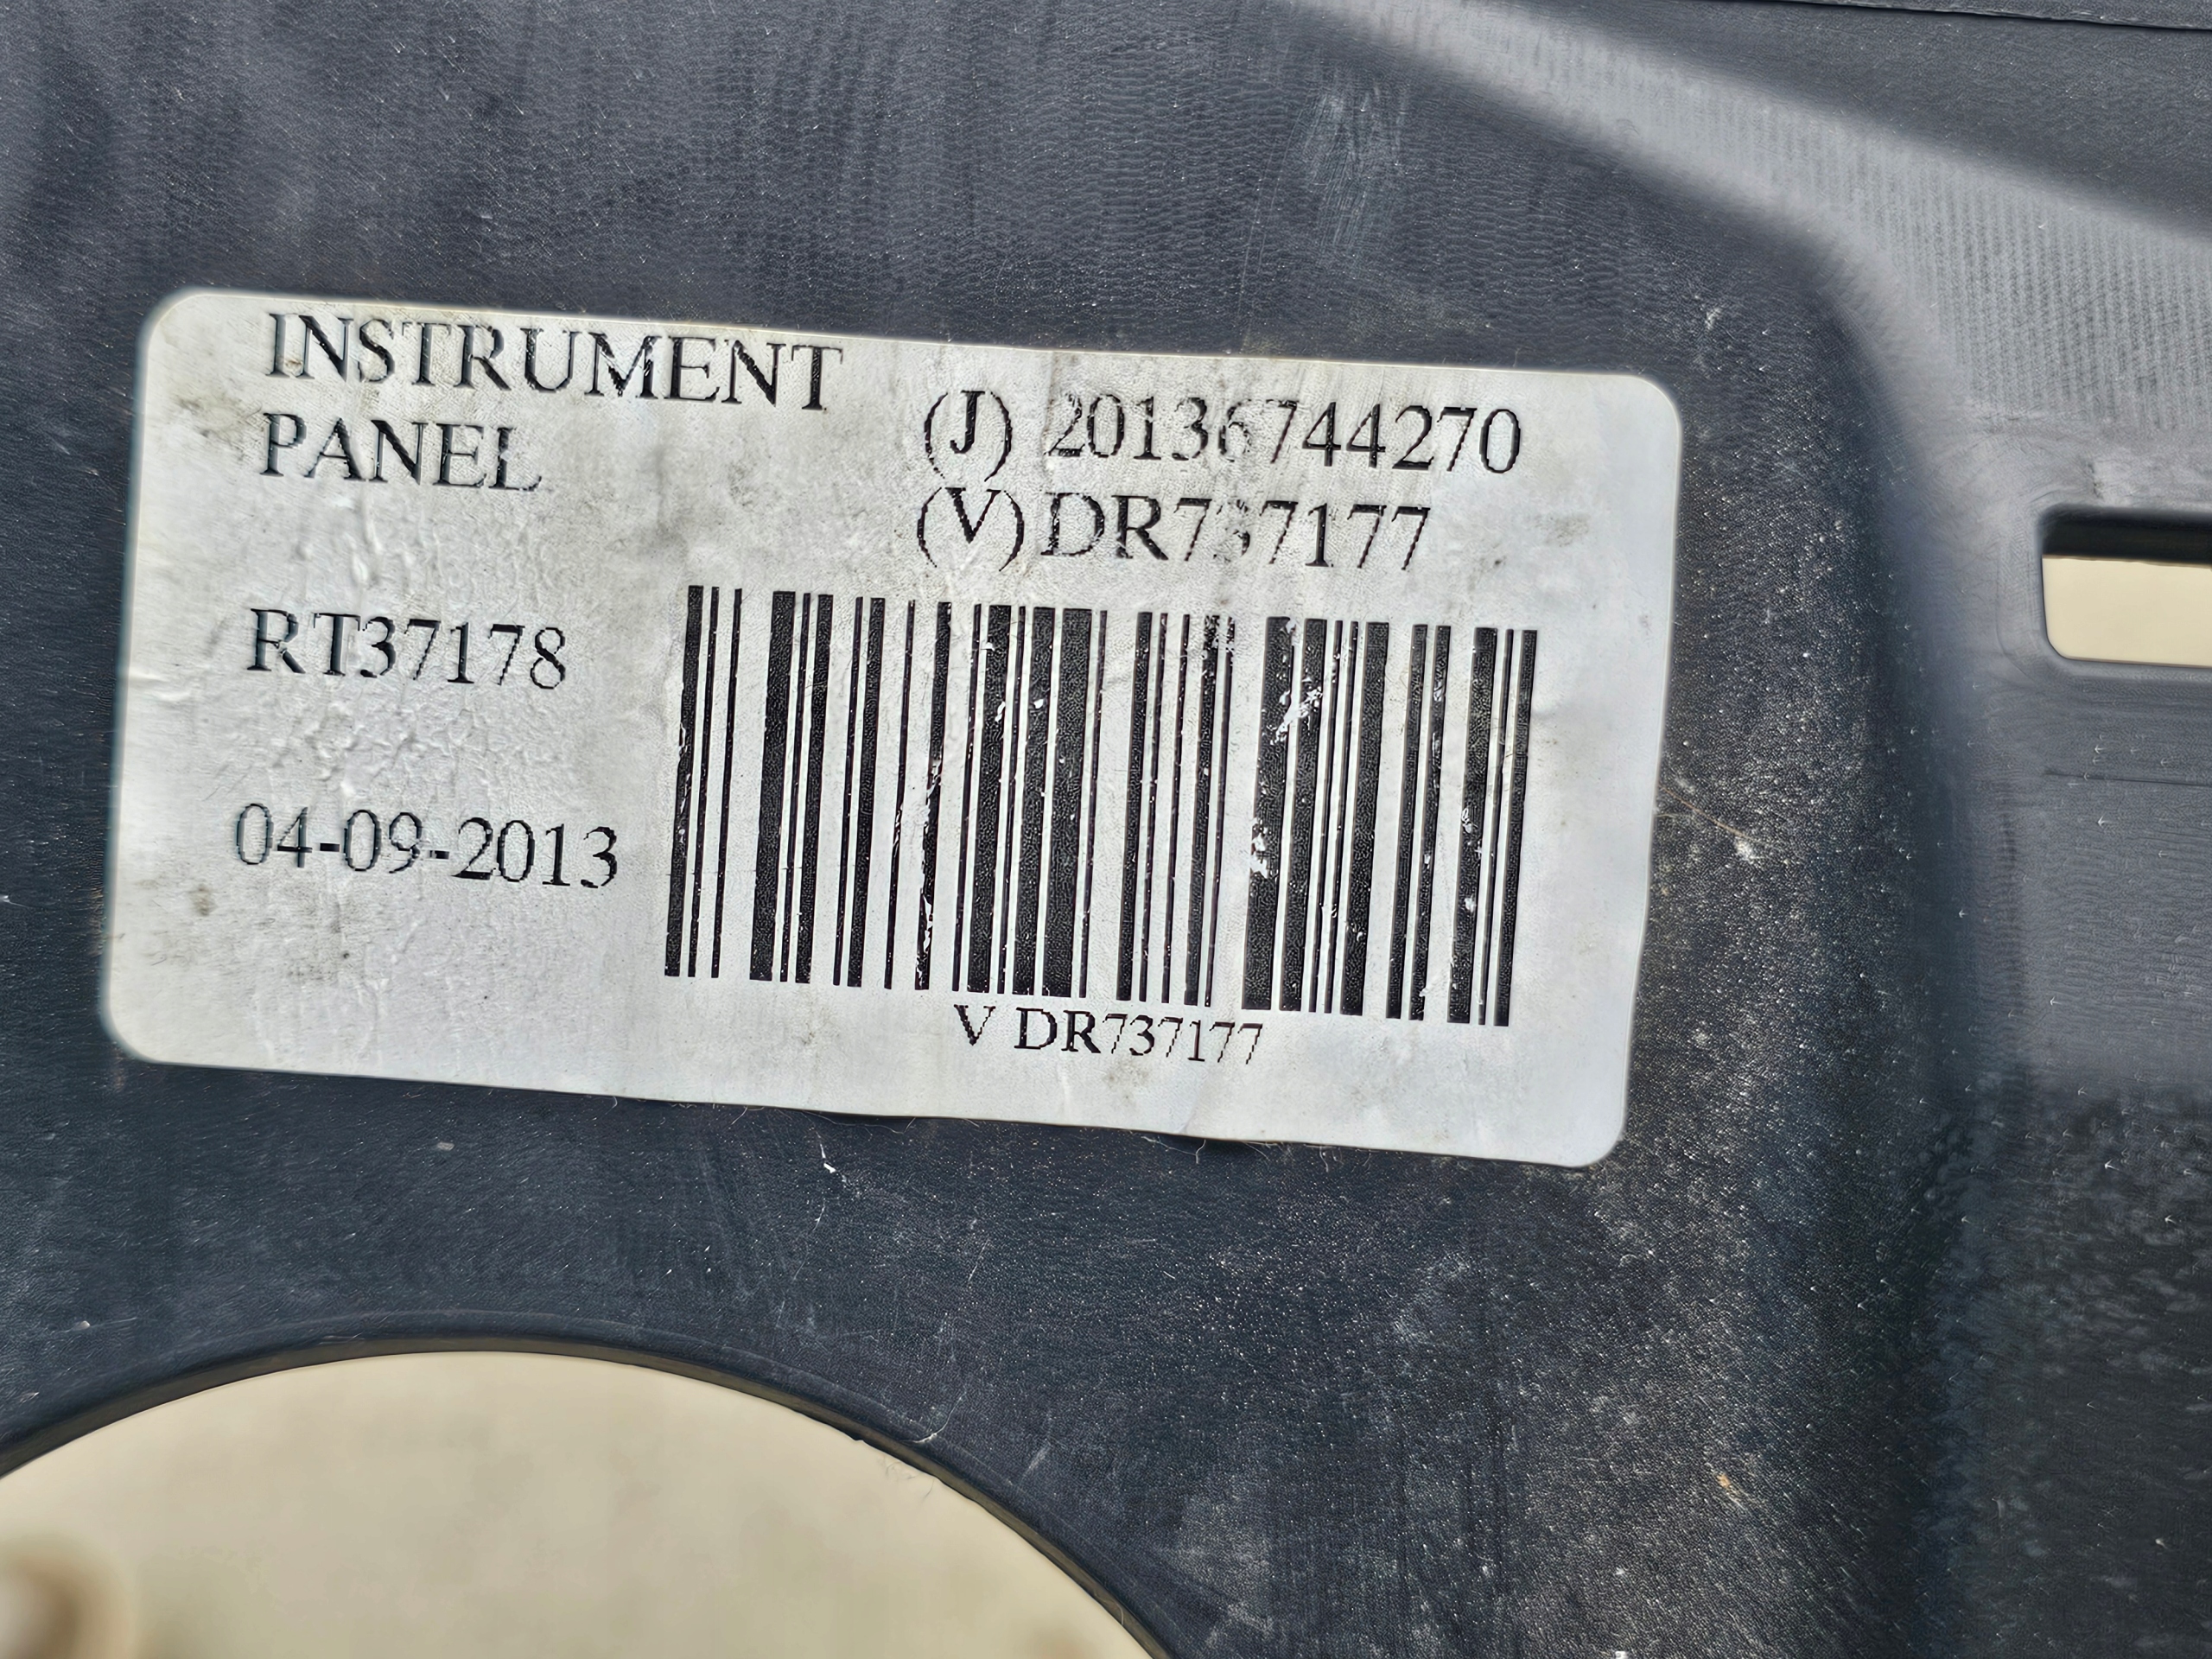 INSTRUMENT
PANEL
(J) 20136744270
(V) DR737177
RT37178
04-09-2013
V DR737177